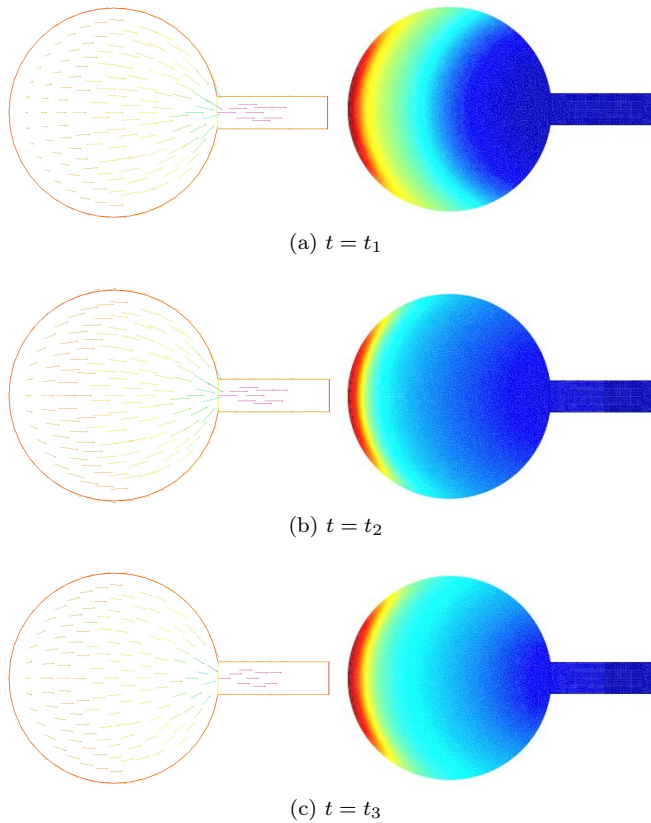 (a) t = t₁
(b) t = t₂
(c) t = t₃